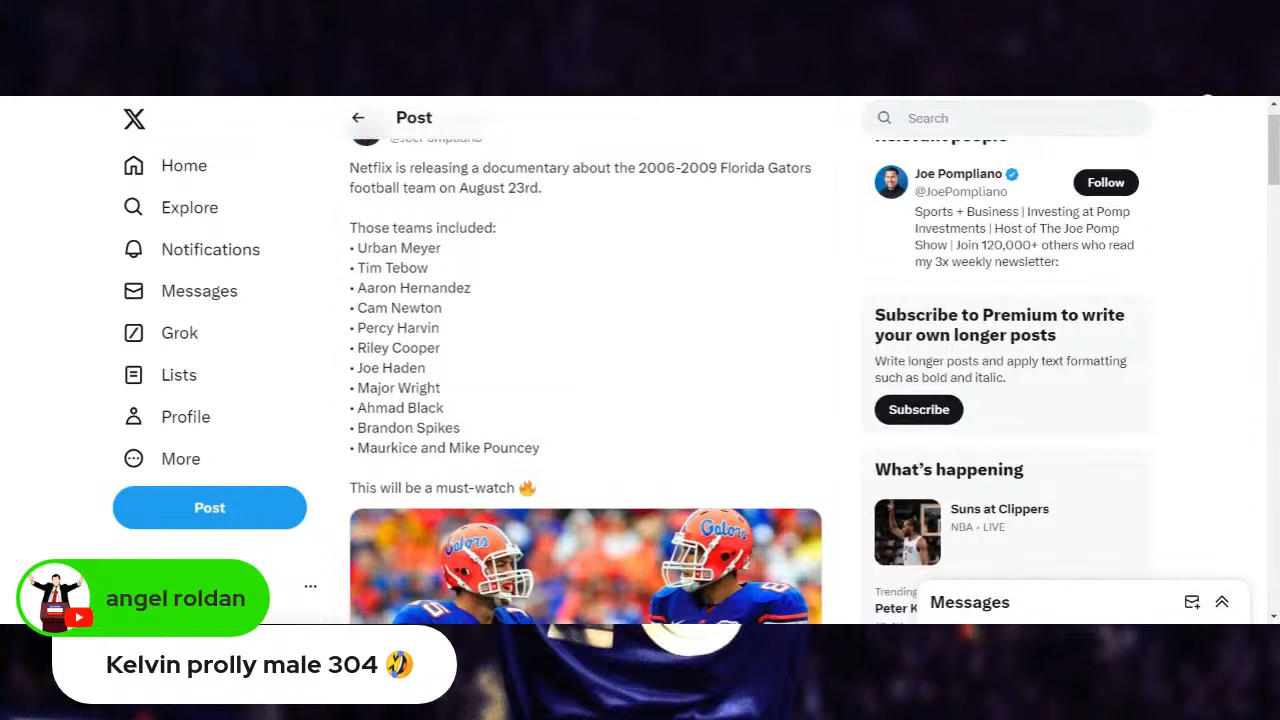 Post
Search
Home
Explore
Notifications
Messages
Grok
Lists
Profile
More
Post
@JoePompliano
Netflix is releasing a documentary about the 2006-2009 Florida Gators
football team on August 23rd.
Those teams included:
• Urban Meyer
• Tim Tebow
• Aaron Hernandez
• Cam Newton
• Percy Harvin
• Riley Cooper
• Joe Haden
• Major Wright
• Ahmad Black
• Brandon Spikes
• Maurkice and Mike Pouncey
This will be a must-watch 🔥
Gators
Gators
Relevant people
Joe Pompliano
@JoePompliano
Follow
Sports + Business | Investing at Pomp
Investments | Host of The Joe Pomp
Show | Join 120,000+ others who read
my 3x weekly newsletter:
Subscribe to Premium to write
your own longer posts
Write longer posts and apply text formatting
such as bold and italic.
Subscribe
What's happening
Suns at Clippers
NBA · LIVE
Trending
Peter
Messages
angel roldan
Kelvin prolly male 304 🤣